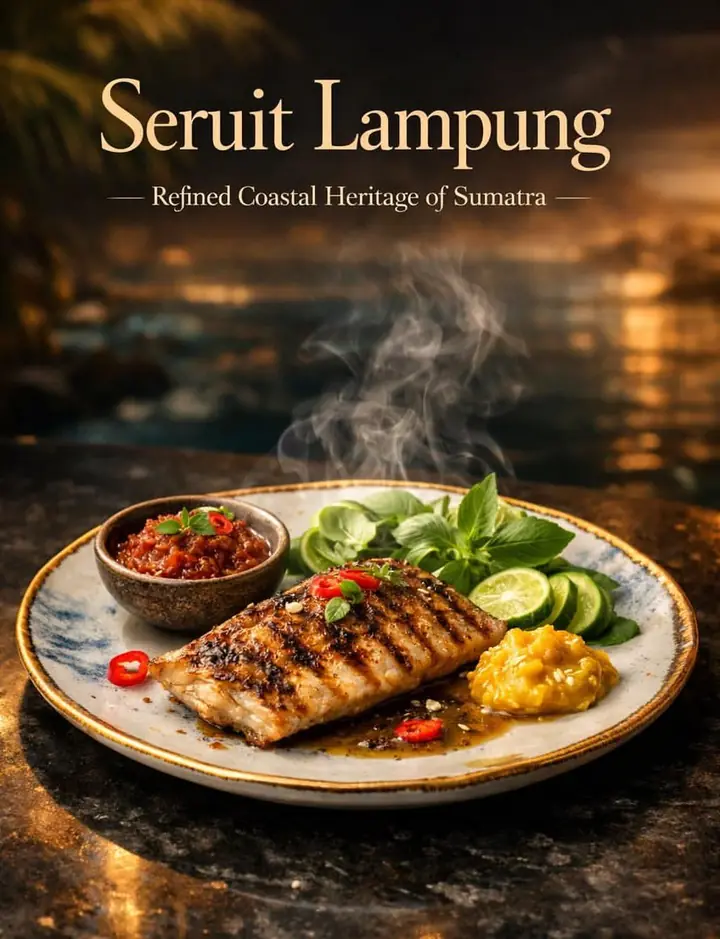 Seruit Lampung
— Refined Coastal Heritage of Sumatra —